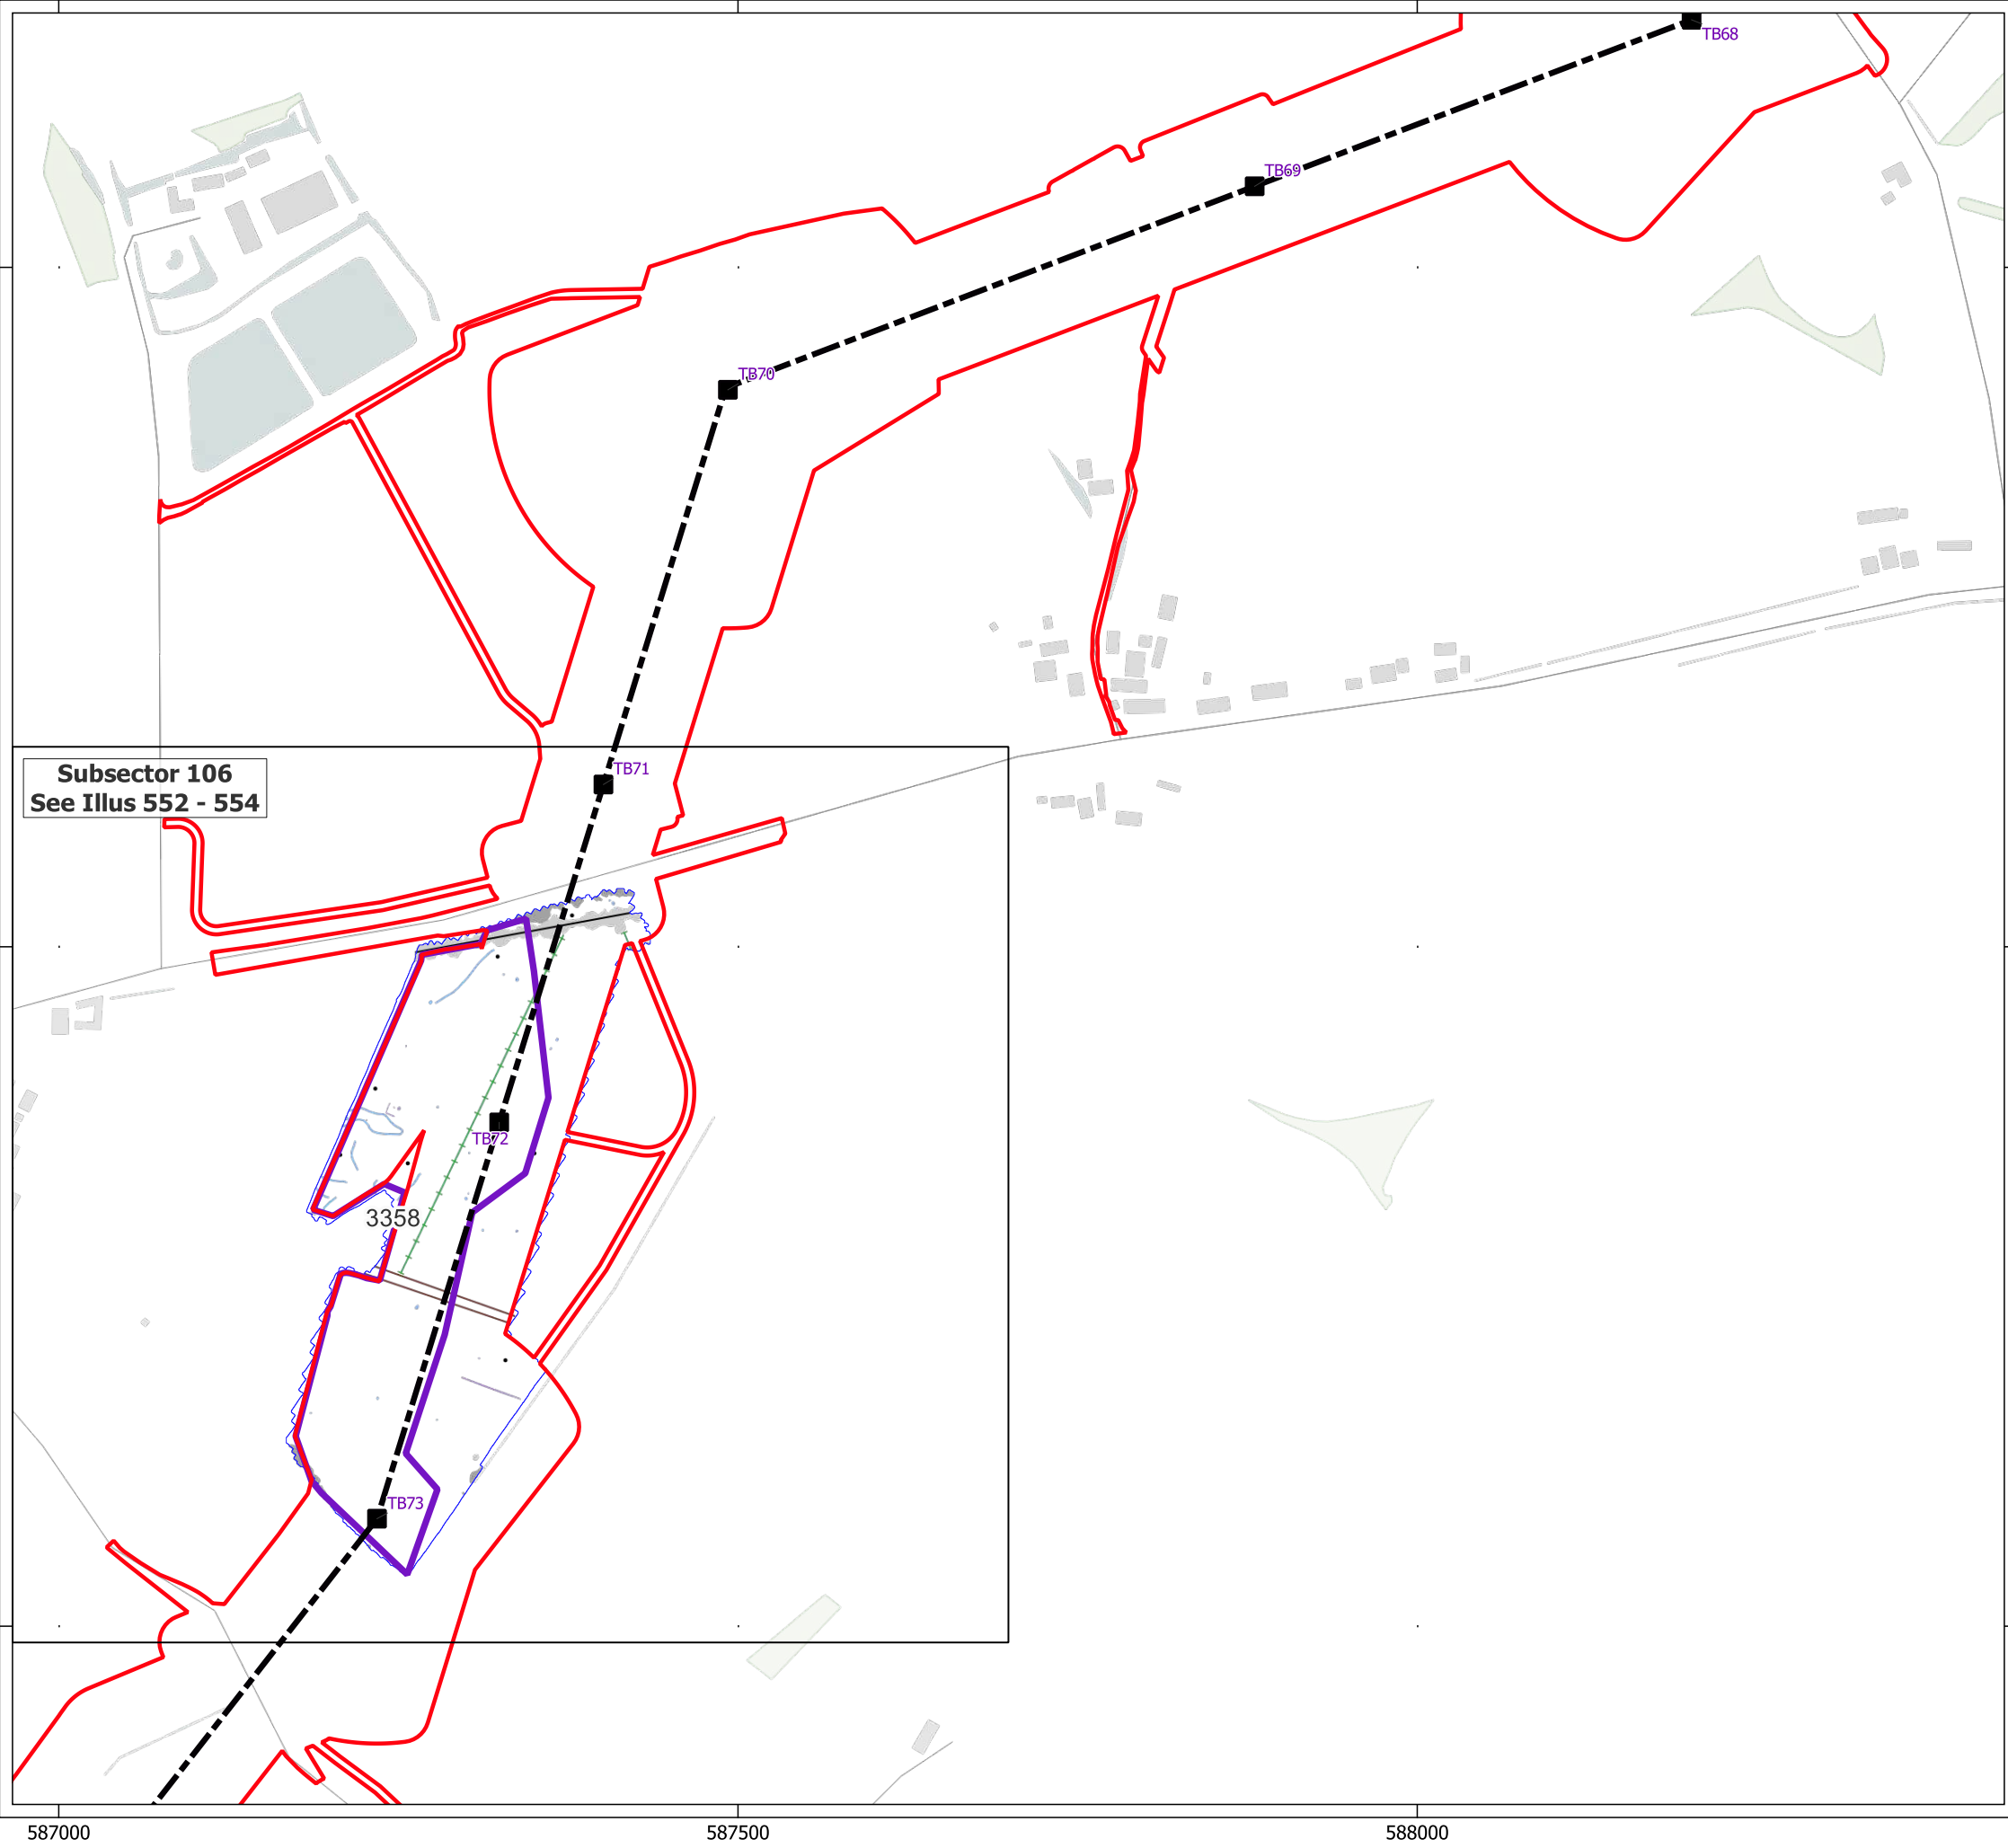 TB68
TB69
TB70
TB71
Subsector 106
See Illus 552 - 554
TB72
3358
TB73
587000
587500
588000